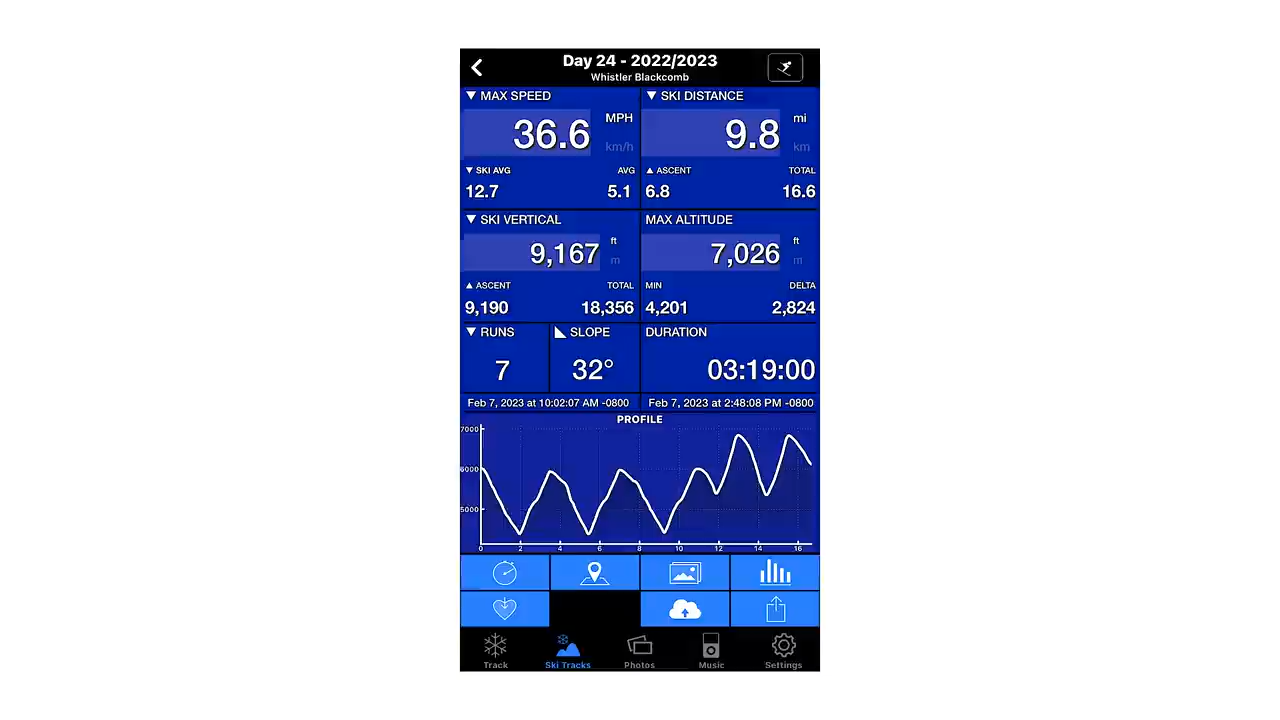 Day 24 - 2022/2023
Whistler Blackcomb
MAX SPEED
36.6 MPH
km/h
SKI AVG AVG
12.7 5.1
SKI DISTANCE
9.8 mi
km
ASCENT TOTAL
6.8 16.6
SKI VERTICAL
9,167 ft
m
ASCENT TOTAL
9,190 18,356
MAX ALTITUDE
7,026 ft
m
MIN DELTA
4,201 2,824
RUNS
7
SLOPE
32°
DURATION
03:19:00
Feb 7, 2023 at 10:02:07 AM -0800
Feb 7, 2023 at 2:48:08 PM -0800
PROFILE
7000
6000
5000
0 2 4 6 8 10 12 14 16
Track Ski Tracks Photos Music Settings